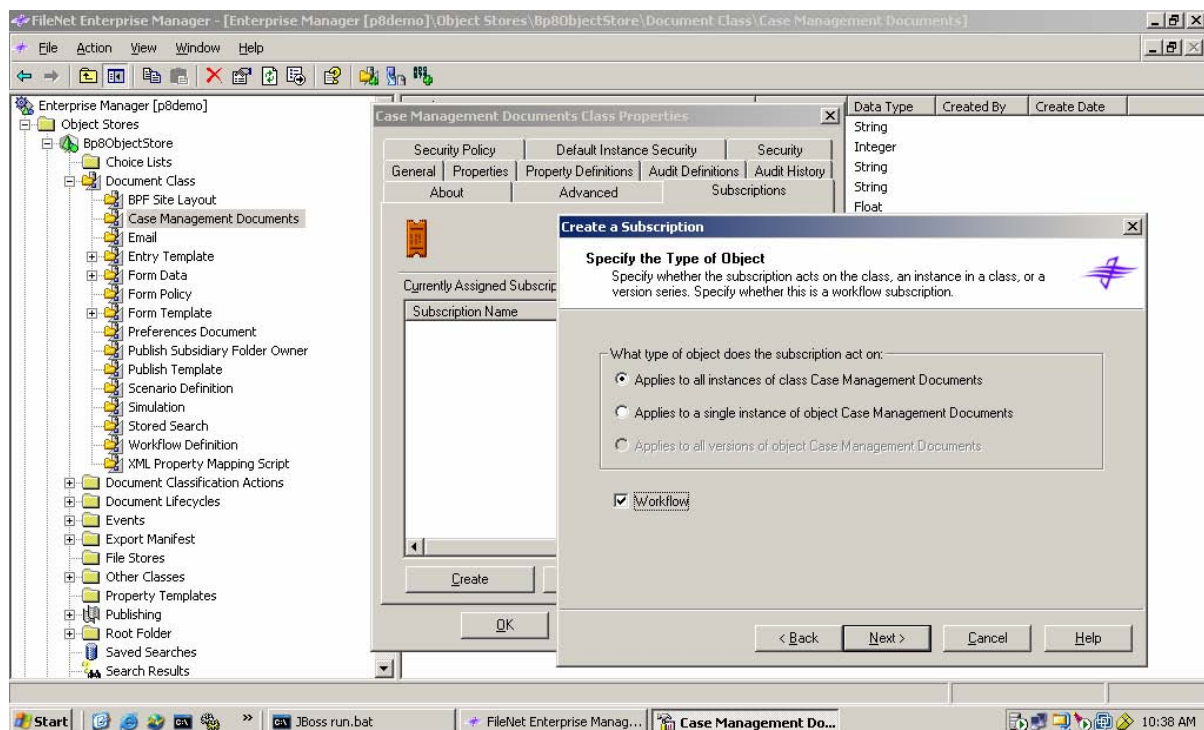 FileNet Enterprise Manager - [Enterprise Manager [p8demo]\Object Stores\Bp8ObjectStore\Document Class\Case Management Documents]
File Action View Window Help
Enterprise Manager [p8demo]
Object Stores
Bp8ObjectStore
Choice Lists
Document Class
BPF Site Layout
Case Management Documents
Email
Entry Template
Form Data
Form Policy
Form Template
Preferences Document
Publish Subsidiary Folder Owner
Publish Template
Scenario Definition
Simulation
Stored Search
Workflow Definition
XML Property Mapping Script
Document Classification Actions
Document Lifecycles
Events
Export Manifest
File Stores
Other Classes
Property Templates
Publishing
Root Folder
Saved Searches
Search Results
Data Type Created By Create Date
String
Integer
String
String
Float
Case Management Documents Class Properties
Security Policy Default Instance Security Security
General Properties Property Definitions Audit Definitions Audit History
About Advanced Subscriptions
Currently Assigned Subscrip
Subscription Name
Create
OK
Create a Subscription
Specify the Type of Object
Specify whether the subscription acts on the class, an instance in a class, or a
version series. Specify whether this is a workflow subscription.
What type of object does the subscription act on:
Applies to all instances of class Case Management Documents
Applies to a single instance of object Case Management Documents
Applies to all versions of object Case Management Documents
Workflow
< Back Next > Cancel Help
Start » JBoss run.bat FileNet Enterprise Manag... Case Management Do... 10:38 AM